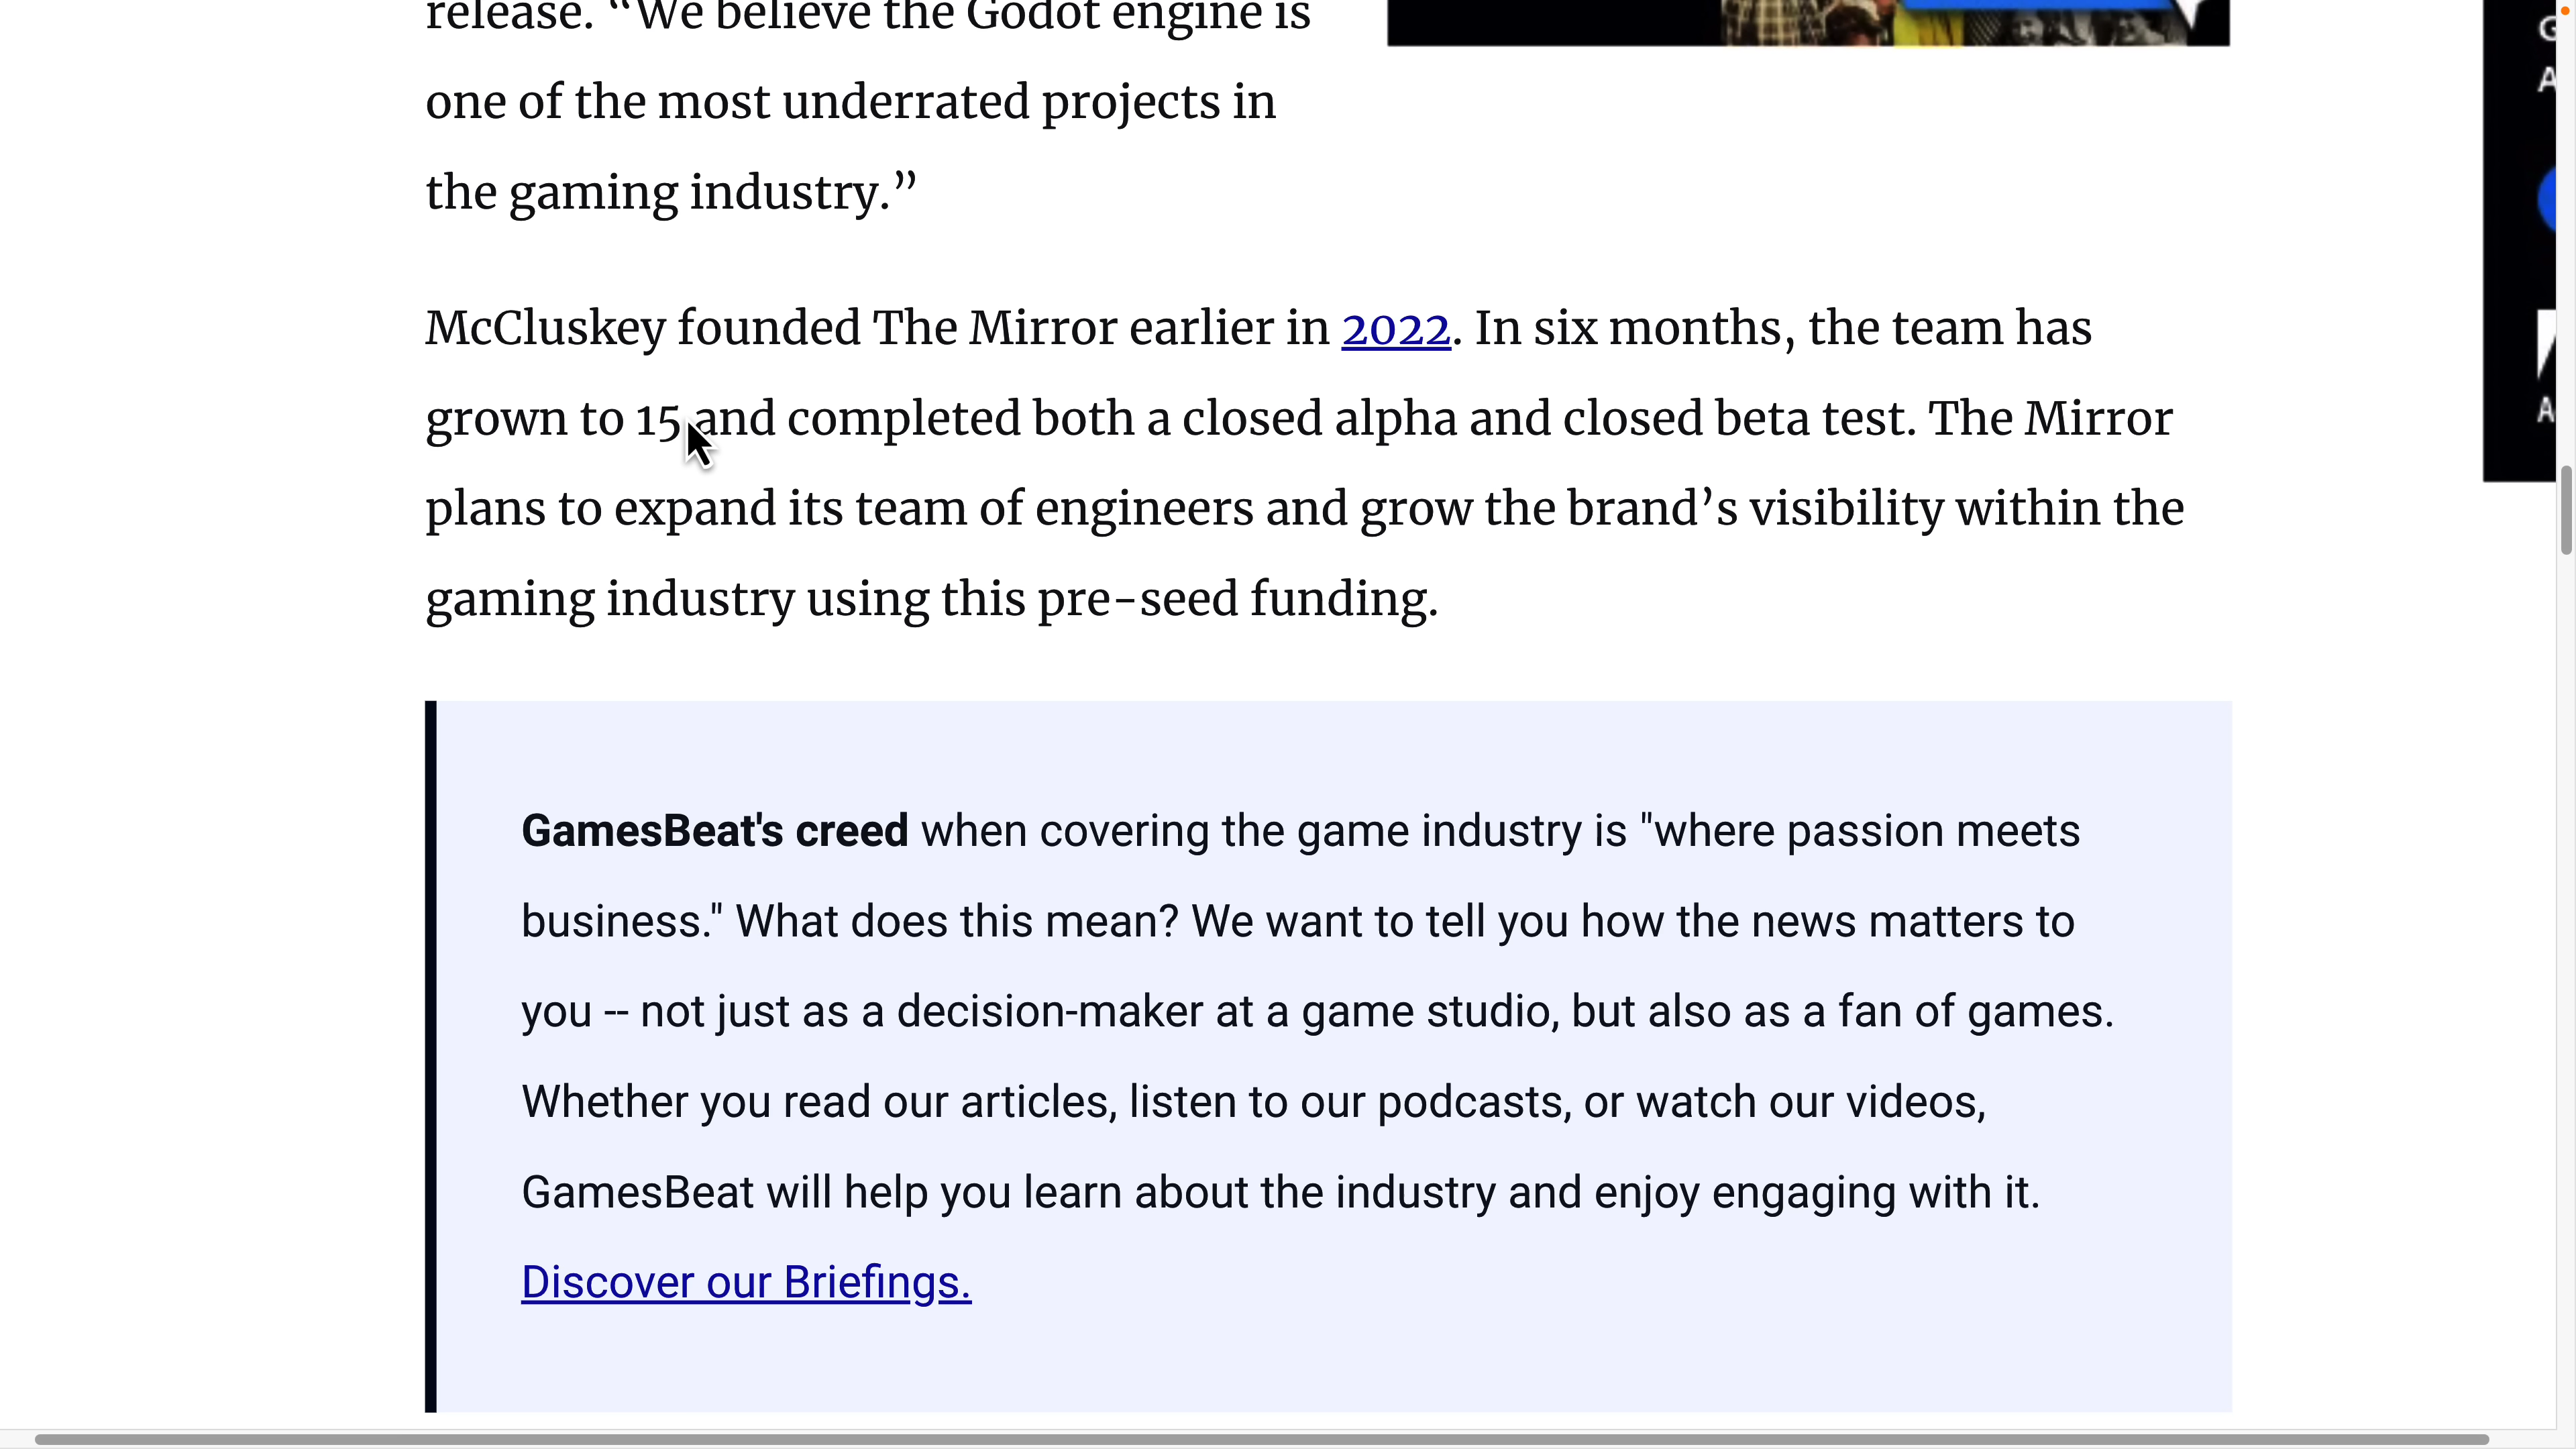 release. “We believe the Godot engine is
one of the most underrated projects in
the gaming industry.”
McCluskey founded The Mirror earlier in 2022. In six months, the team has
grown to 15 and completed both a closed alpha and closed beta test. The Mirror
plans to expand its team of engineers and grow the brand’s visibility within the
gaming industry using this pre-seed funding.
GamesBeat's creed when covering the game industry is "where passion meets
business." What does this mean? We want to tell you how the news matters to
you -- not just as a decision-maker at a game studio, but also as a fan of games.
Whether you read our articles, listen to our podcasts, or watch our videos,
GamesBeat will help you learn about the industry and enjoy engaging with it.
Discover our Briefings.